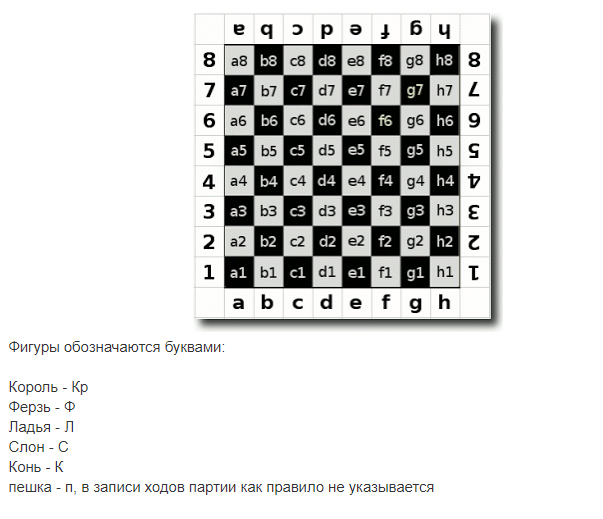 a b c d e f g h
8 a8 b8 c8 d8 e8 f8 g8 h8 8
7 a7 b7 c7 d7 e7 f7 g7 h7 7
6 a6 b6 c6 d6 e6 f6 g6 h6 6
5 a5 b5 c5 d5 e5 f5 g5 h5 5
4 a4 b4 c4 d4 e4 f4 g4 h4 4
3 a3 b3 c3 d3 e3 f3 g3 h3 3
2 a2 b2 c2 d2 e2 f2 g2 h2 2
1 a1 b1 c1 d1 e1 f1 g1 h1 1
a b c d e f g h
Фигуры обозначаются буквами:
Король - Кр
Ферзь - Ф
Ладья - Л
Слон - С
Конь - К
пешка - п, в записи ходов партии как правило не указывается